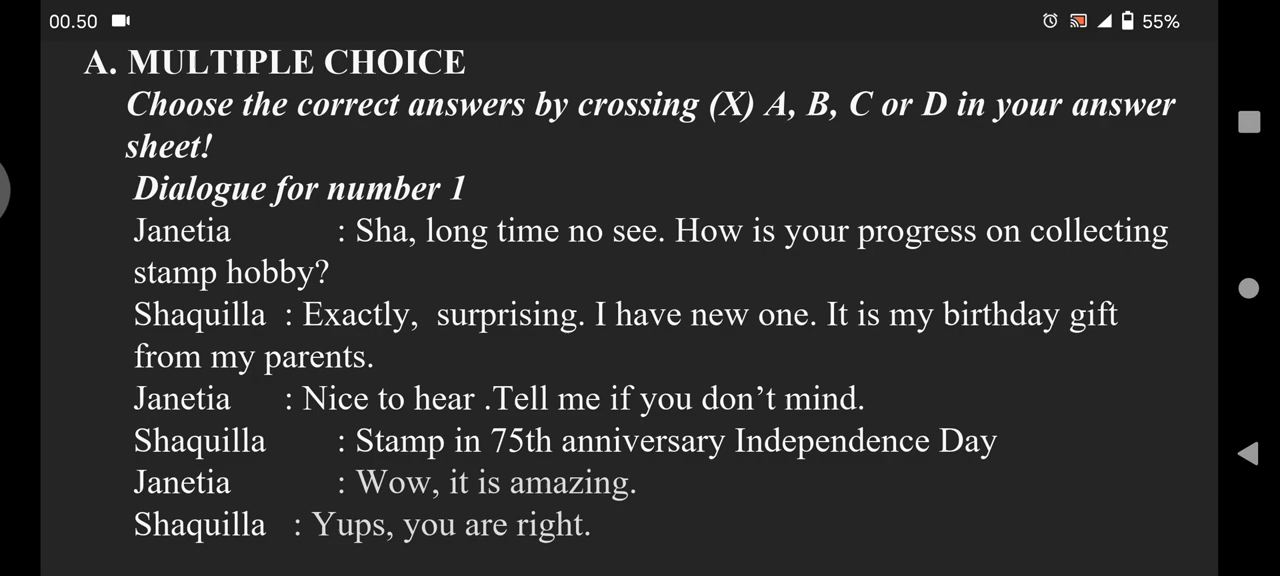 00.50
55%
A. MULTIPLE CHOICE
Choose the correct answers by crossing (X) A, B, C or D in your answer
sheet!
Dialogue for number 1
Janetia : Sha, long time no see. How is your progress on collecting
stamp hobby?
Shaquilla : Exactly, surprising. I have new one. It is my birthday gift
from my parents.
Janetia : Nice to hear .Tell me if you don’t mind.
Shaquilla : Stamp in 75th anniversary Independence Day
Janetia : Wow, it is amazing.
Shaquilla : Yups, you are right.